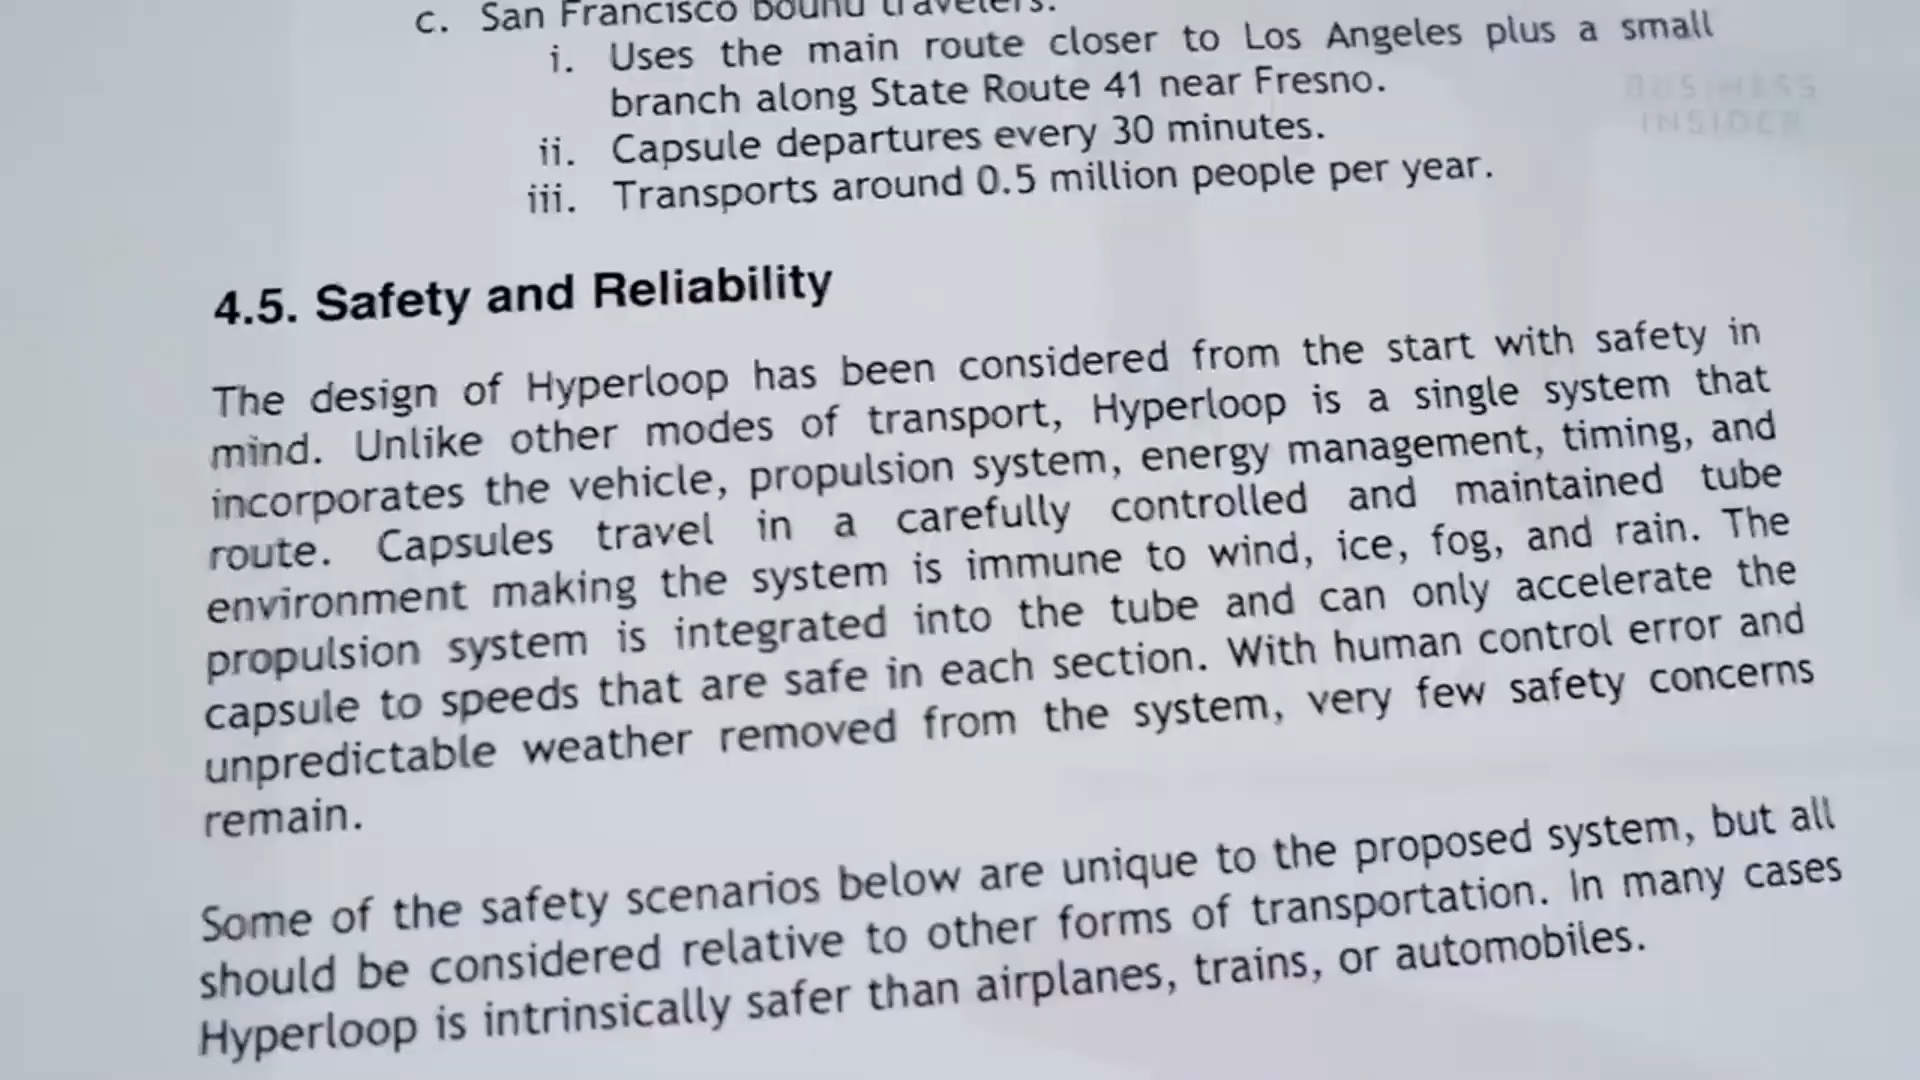 c. San Francisco bound travelers.
i. Uses the main route closer to Los Angeles plus a small
branch along State Route 41 near Fresno.
ii. Capsule departures every 30 minutes.
iii. Transports around 0.5 million people per year.
BUSINESS
INSIDER
4.5. Safety and Reliability
The design of Hyperloop has been considered from the start with safety in
mind. Unlike other modes of transport, Hyperloop is a single system that
incorporates the vehicle, propulsion system, energy management, timing, and
route. Capsules travel in a carefully controlled and maintained tube
environment making the system is immune to wind, ice, fog, and rain. The
propulsion system is integrated into the tube and can only accelerate the
capsule to speeds that are safe in each section. With human control error and
unpredictable weather removed from the system, very few safety concerns
remain.
Some of the safety scenarios below are unique to the proposed system, but all
should be considered relative to other forms of transportation. In many cases
Hyperloop is intrinsically safer than airplanes, trains, or automobiles.